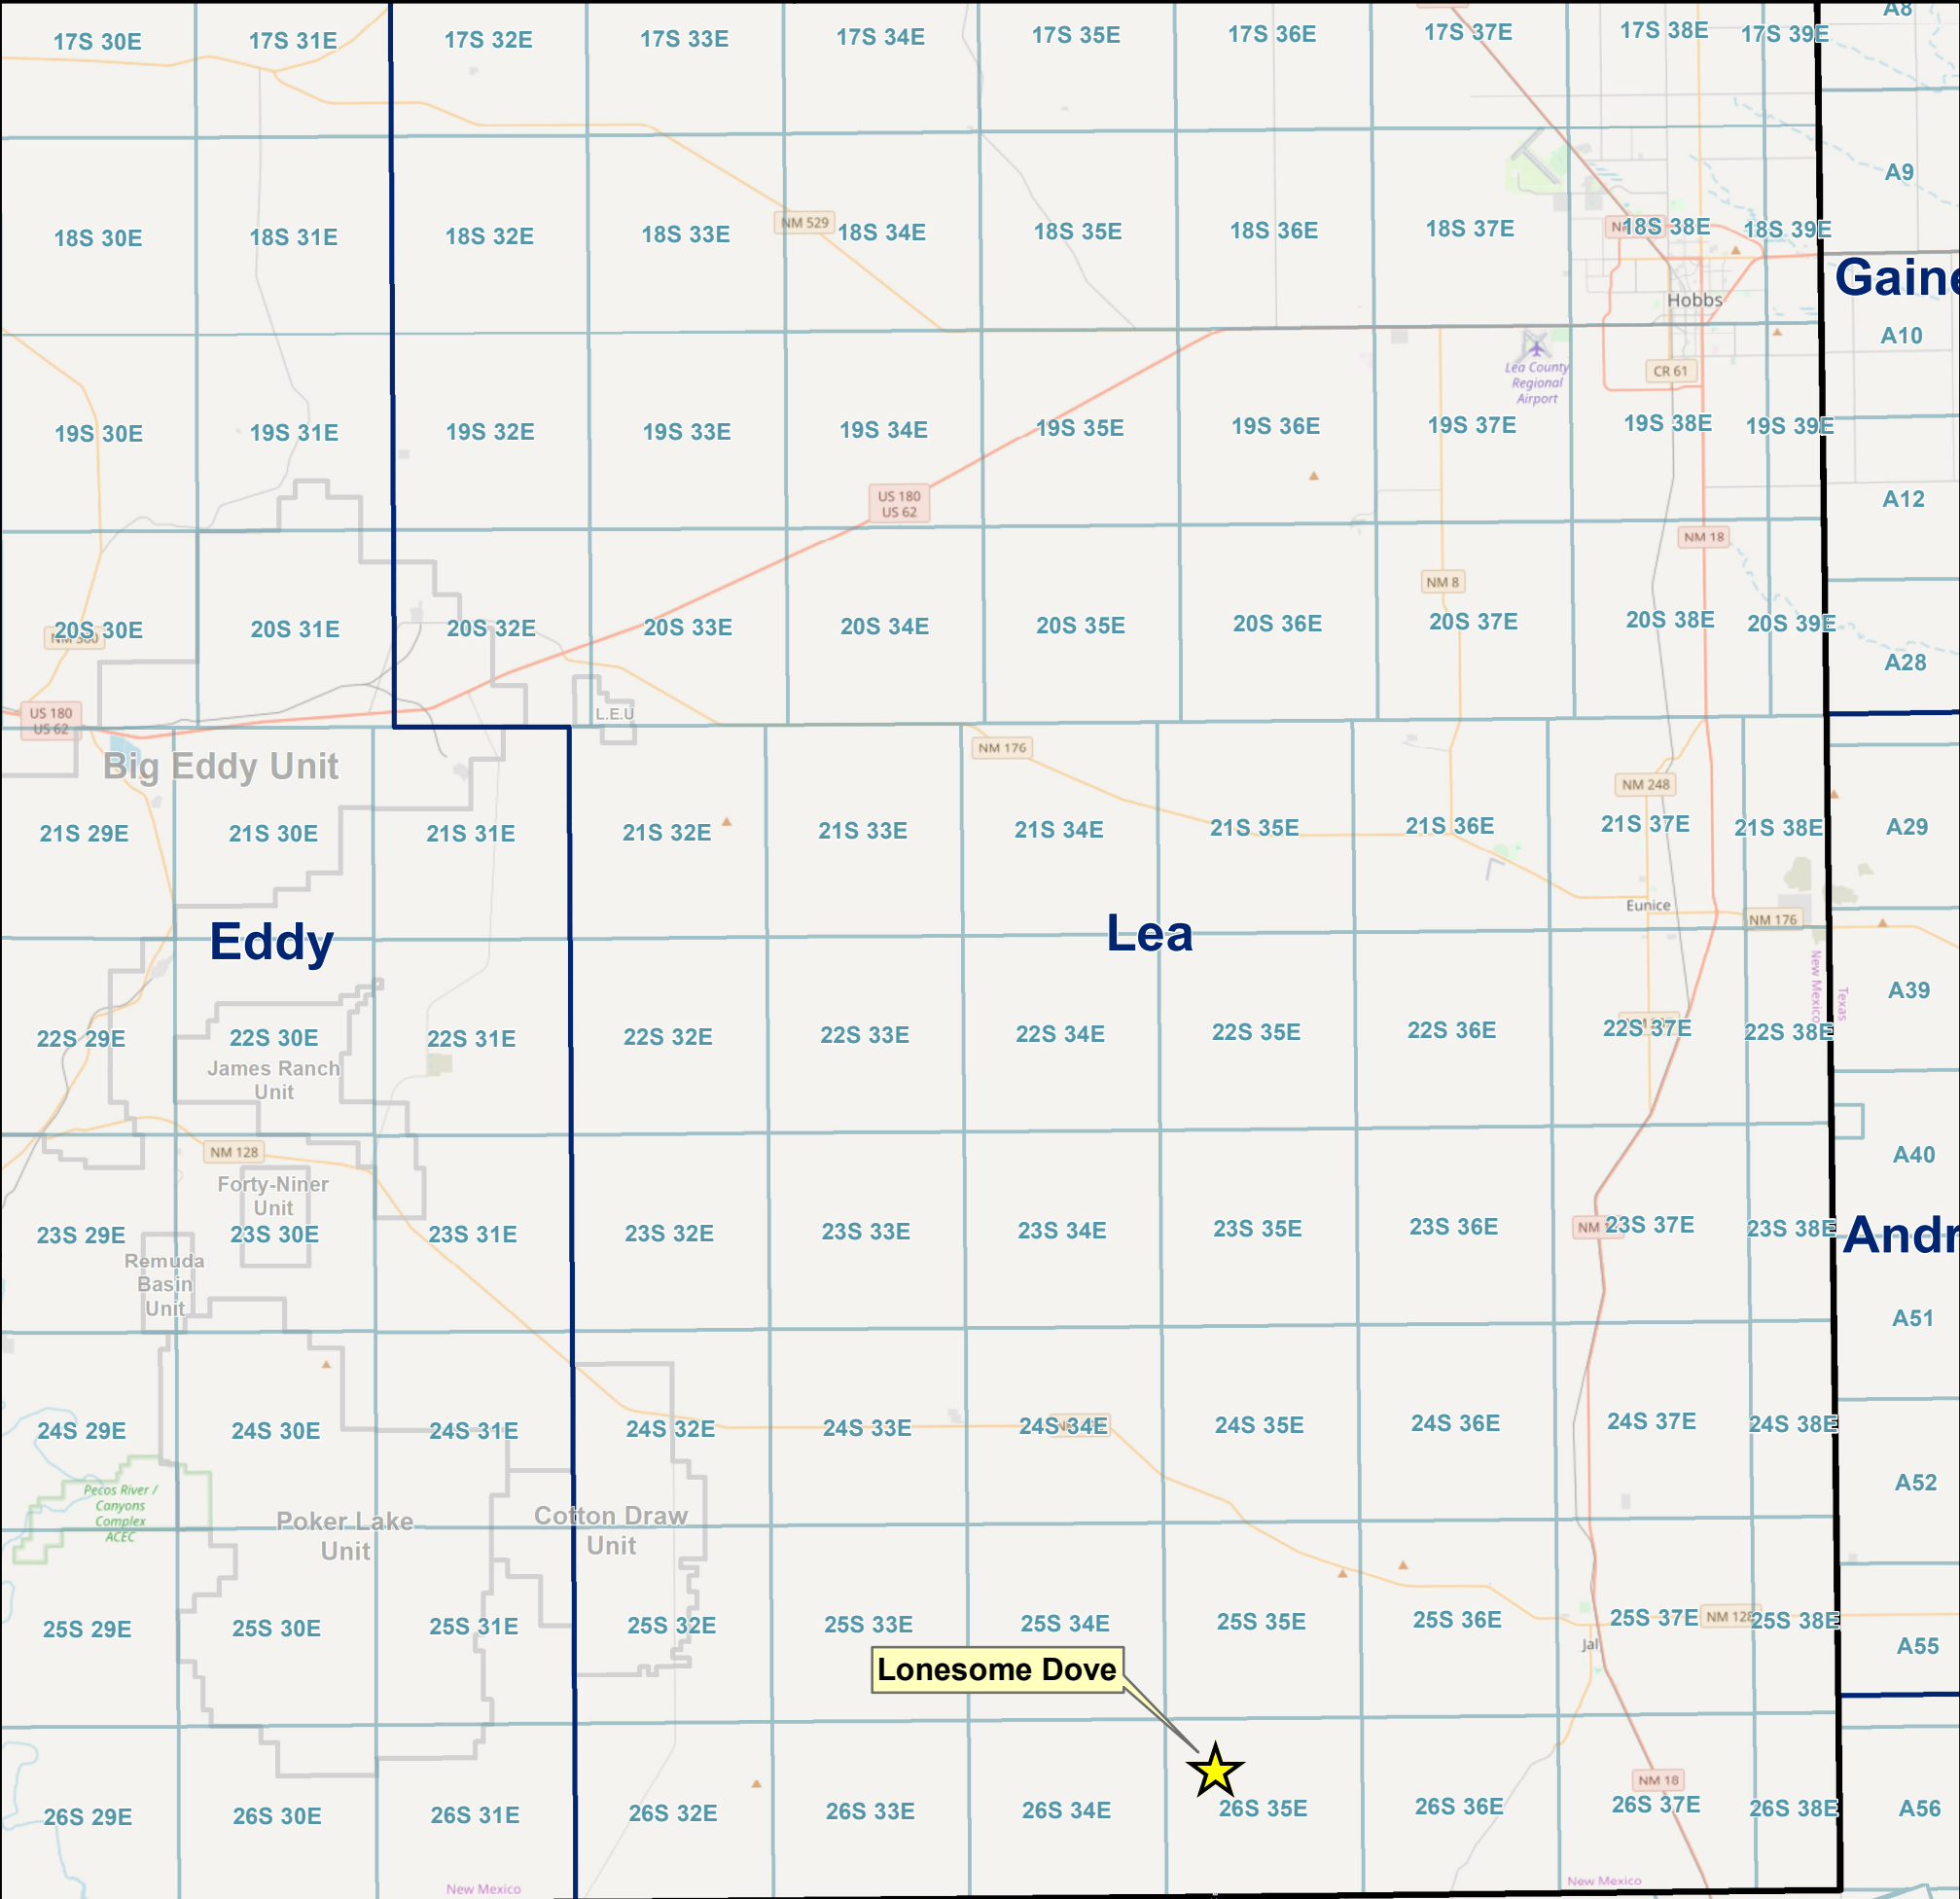 A8
17S 30E
17S 31E
17S 32E
17S 33E
17S 34E
17S 35E
17S 36E
17S 37E
17S 38E
17S 39E
A9
18S 30E
18S 31E
18S 32E
18S 33E
NM 529
18S 34E
18S 35E
18S 36E
18S 37E
18S 38E
18S 39E
Gaine
Hobbs
A10
Lea County
Regional
Airport
CR 61
19S 30E
19S 31E
19S 32E
19S 33E
19S 34E
19S 35E
19S 36E
19S 37E
19S 38E
19S 39E
US 180
US 62
A12
NM 18
NM 8
20S 30E
20S 31E
20S 32E
20S 33E
20S 34E
20S 35E
20S 36E
20S 37E
20S 38E
20S 39E
A28
US 180
US 62
L.E.U
NM 176
Big Eddy Unit
NM 248
21S 29E
21S 30E
21S 31E
21S 32E
21S 33E
21S 34E
21S 35E
21S 36E
21S 37E
21S 38E
A29
Eunice
NM 176
Eddy
Lea
New Mexico
Texas
A39
22S 29E
22S 30E
22S 31E
22S 32E
22S 33E
22S 34E
22S 35E
22S 36E
22S 37E
22S 38E
James Ranch
Unit
NM 128
A40
Forty-Niner
Unit
23S 29E
23S 30E
23S 31E
23S 32E
23S 33E
23S 34E
23S 35E
23S 36E
NM
23S 37E
23S 38E
Andr
Remuda
Basin
Unit
A51
24S 29E
24S 30E
24S 31E
24S 32E
24S 33E
24S 34E
24S 35E
24S 36E
24S 37E
24S 38E
A52
Pecos River /
Canyons
Complex
ACEC
Poker Lake
Unit
Cotton Draw
Unit
25S 29E
25S 30E
25S 31E
25S 32E
25S 33E
25S 34E
25S 35E
25S 36E
25S 37E
NM 128
25S 38E
A55
Jal
Lonesome Dove
NM 18
26S 29E
26S 30E
26S 31E
26S 32E
26S 33E
26S 34E
26S 35E
26S 36E
26S 37E
26S 38E
A56
New Mexico
New Mexico